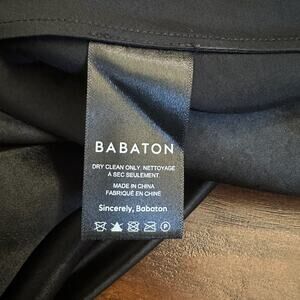 BABATON
DRY CLEAN ONLY. NETTOYAGE
A SEC SEULEMENT.
MADE IN CHINA
FABRIQUÉ EN CHINE
Sincerely, Babaton
P